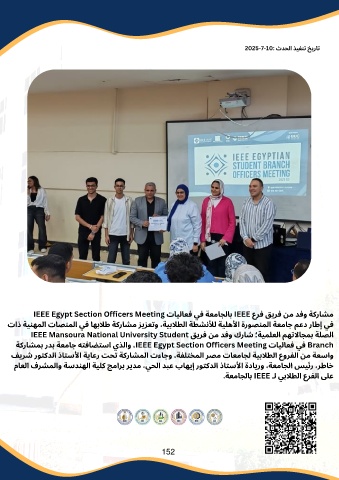 تاريخ تنفيذ الحدث :10-7-2025
IEEE EGYPTIAN
STUDENT BRANCH
OFFICERS MEETING
مشاركة وفد من فريق فرع IEEE بالجامعة في فعاليات IEEE Egypt Section Officers Meeting
في إطار دعم جامعة المنصورة الأهلية للأنشطة الطلابية، وتعزيز مشاركة طلابها في المنصات المهنية ذات
الصلة بمجالاتهم العلمية؛ شارك وفد من فريق IEEE Mansoura National University Student
Branch في فعاليات IEEE Egypt Section Officers Meeting، والذي استضافته جامعة بدر بمشاركة
واسعة من الفروع الطلابية لجامعات مصر المختلفة. وجاءت المشاركة تحت رعاية الأستاذ الدكتور شريف
خاطر، رئيس الجامعة، وريادة الأستاذ الدكتور إيهاب عبد الحي، مدير برامج كلية الهندسة والمشرف العام
على الفرع الطلابي لـ IEEE بالجامعة.
152